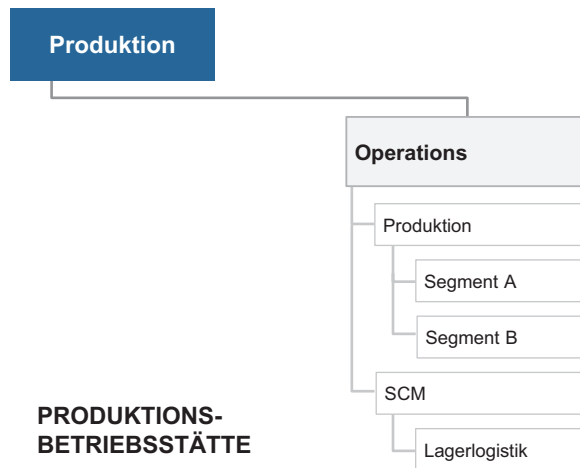 Produktion
Operations
Produktion
Segment A
Segment B
SCM
Lagerlogistik
PRODUKTIONS-
BETRIEBSSTÄTTE